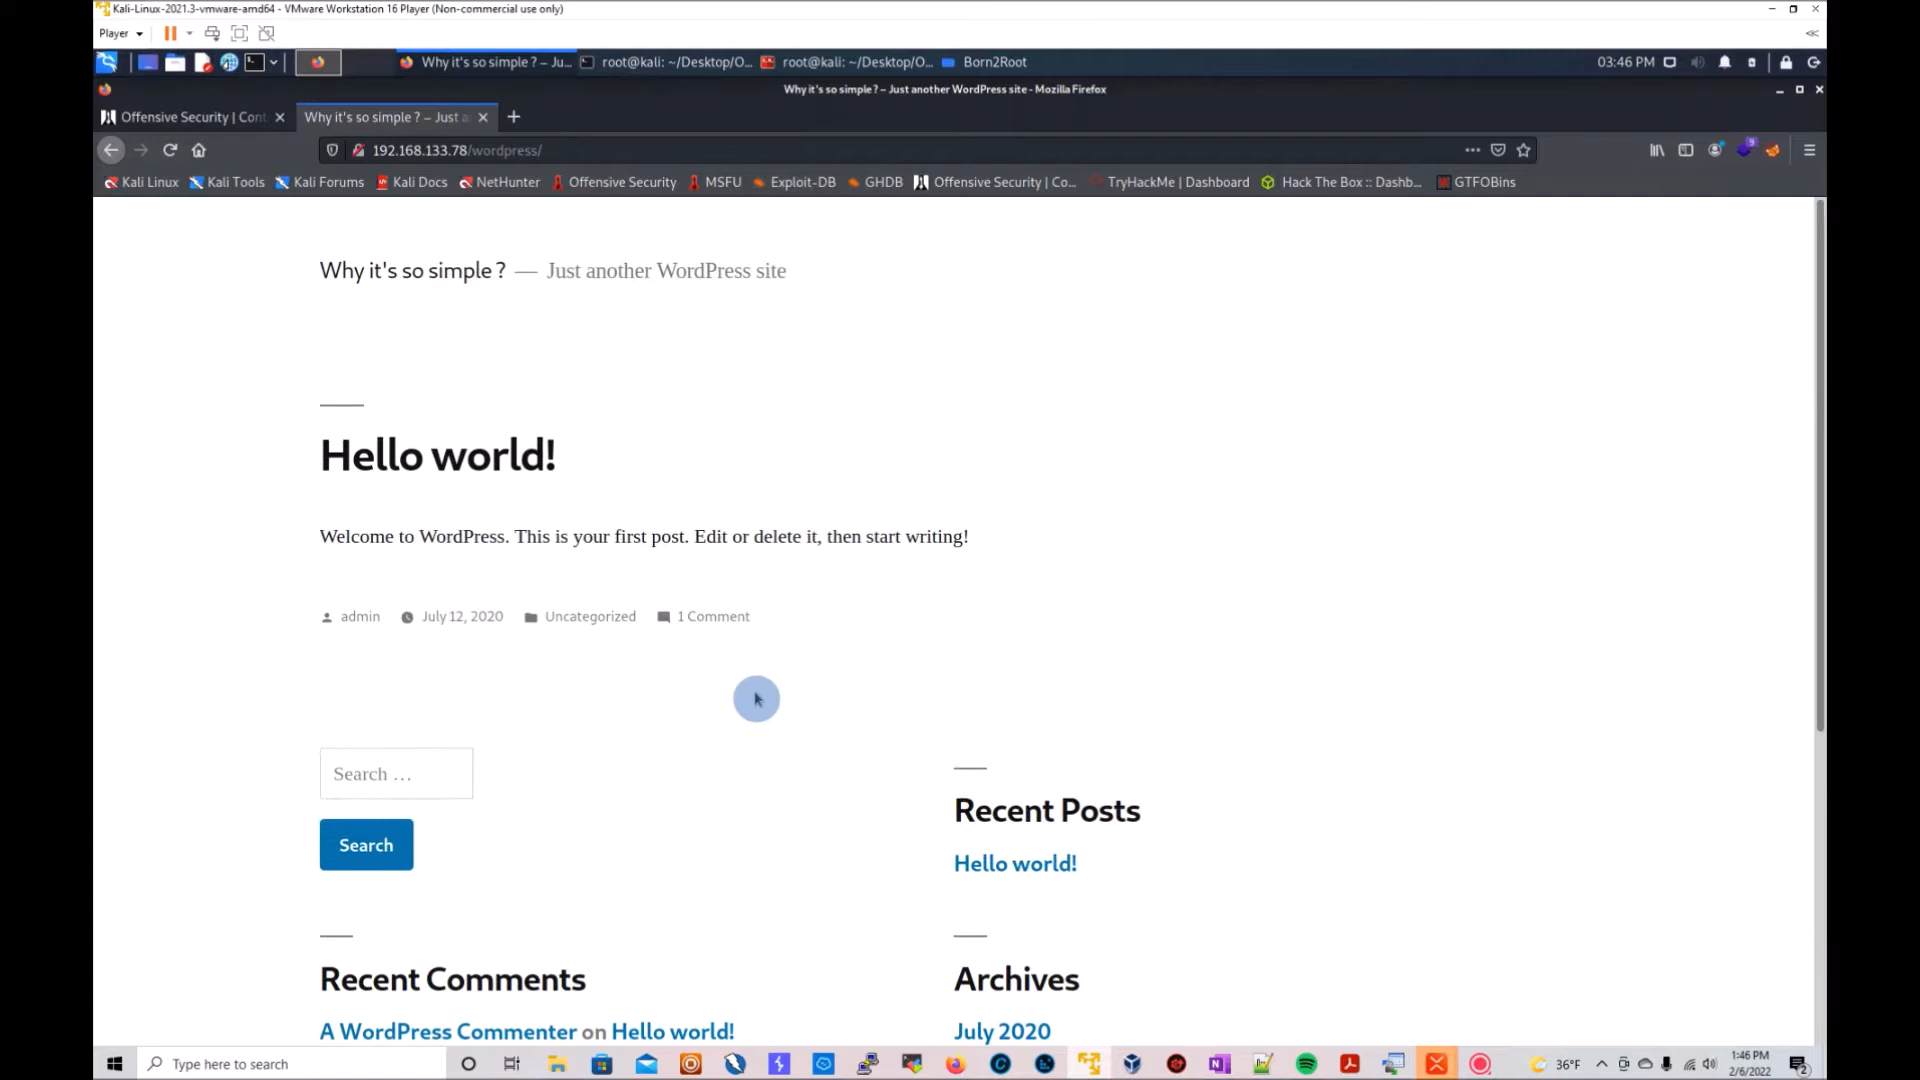 Kali-Linux-2021.3-vmware-amd64 - VMware Workstation 16 Player (Non-commercial use only)
Player
Why it's so simple ? – Ju... root@kali: ~/Desktop/O... root@kali: ~/Desktop/O... Born2Root 03:46 PM
Why it's so simple ? – Just another WordPress site - Mozilla Firefox
Offensive Security | Cont Why it's so simple ? – Just a
192.168.133.78/wordpress/
Kali Linux Kali Tools Kali Forums Kali Docs NetHunter Offensive Security MSFU Exploit-DB GHDB Offensive Security | Co... TryHackMe | Dashboard Hack The Box :: Dashb... GTFOBins
Why it's so simple ? — Just another WordPress site
Hello world!
Welcome to WordPress. This is your first post. Edit or delete it, then start writing!
admin July 12, 2020 Uncategorized 1 Comment
Search …
Search
Recent Posts
Hello world!
Recent Comments
A WordPress Commenter on Hello world!
Archives
July 2020
Type here to search
36°F
1:46 PM
2/6/2022